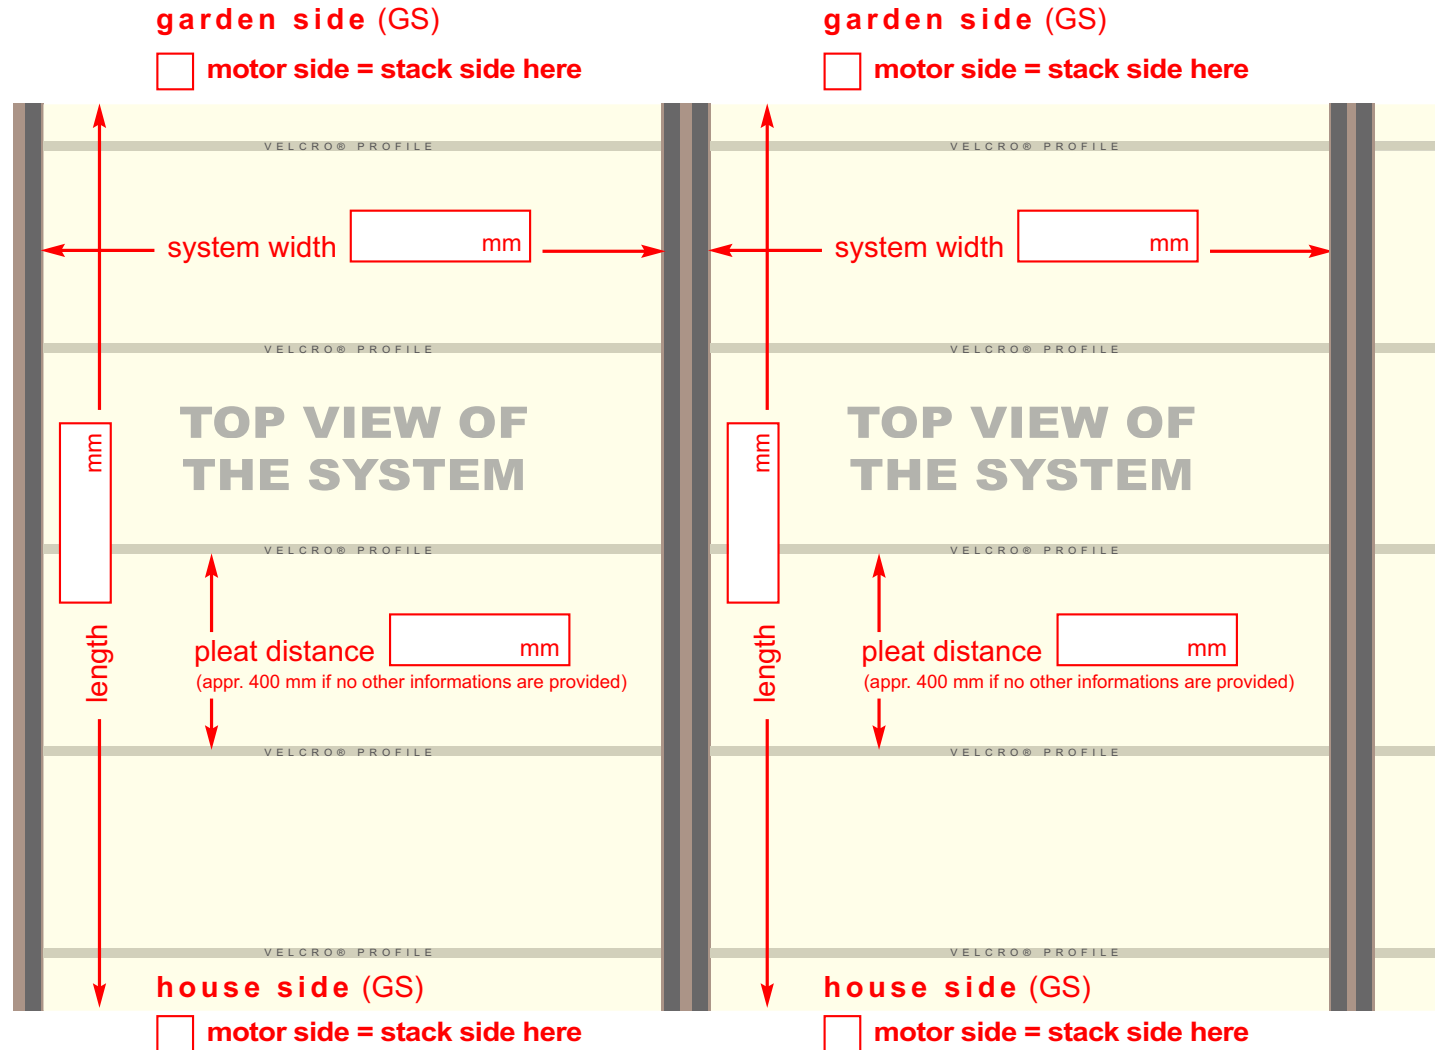 garden side (GS) garden side (GS)
motor side = stack side here motor side = stack side here
VELCRO® PROFILE VELCRO® PROFILE
system width mm system width mm
VELCRO® PROFILE VELCRO® PROFILE
TOP VIEW OF TOP VIEW OF
THE SYSTEM THE SYSTEM
mm mm
VELCRO® PROFILE VELCRO® PROFILE
length length
pleat distance mm pleat distance mm
(appr. 400 mm if no other informations are provided) (appr. 400 mm if no other informations are provided)
VELCRO® PROFILE VELCRO® PROFILE
VELCRO® PROFILE VELCRO® PROFILE
house side (GS) house side (GS)
motor side = stack side here motor side = stack side here